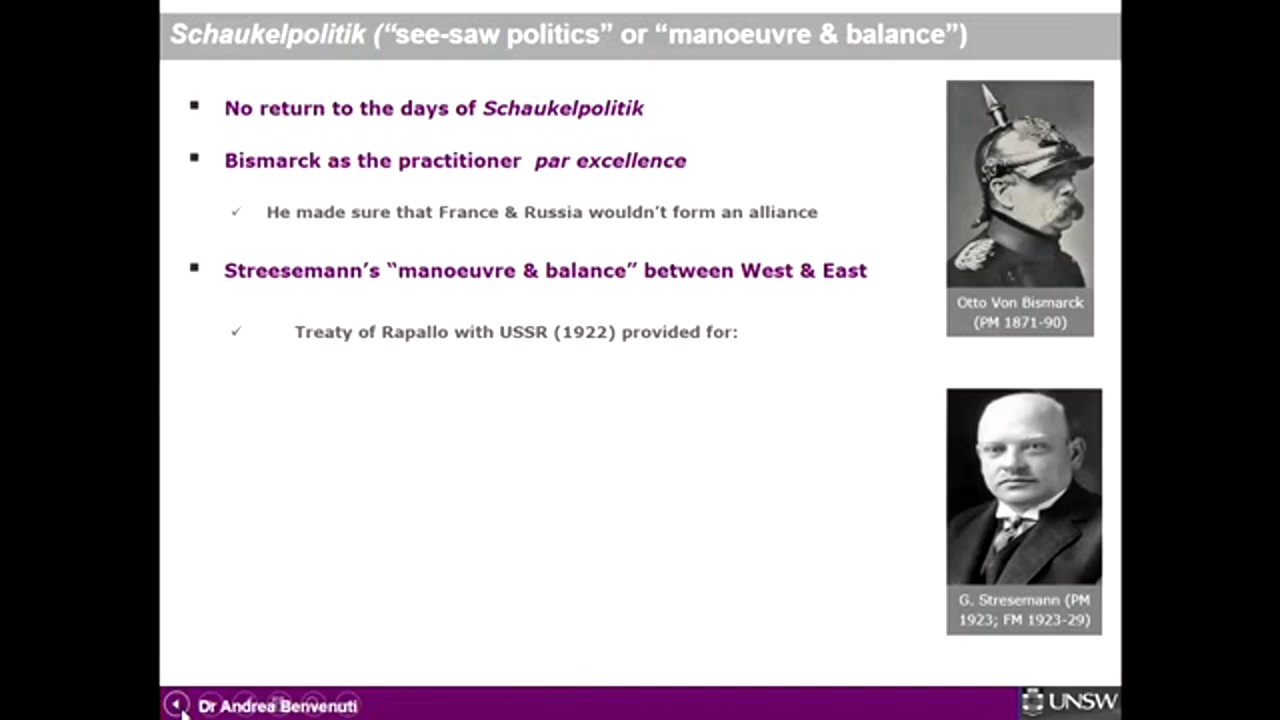 Schaukelpolitik (“see-saw politics” or “manoeuvre & balance”)
No return to the days of Schaukelpolitik
Bismarck as the practitioner par excellence
He made sure that France & Russia wouldn’t form an alliance
Streesemann’s “manoeuvre & balance” between West & East
Treaty of Rapallo with USSR (1922) provided for:
Otto Von Bismarck
(PM 1871-90)
G. Stresemann (PM
1923; FM 1923-29)
Dr Andrea Benvenuti
UNSW